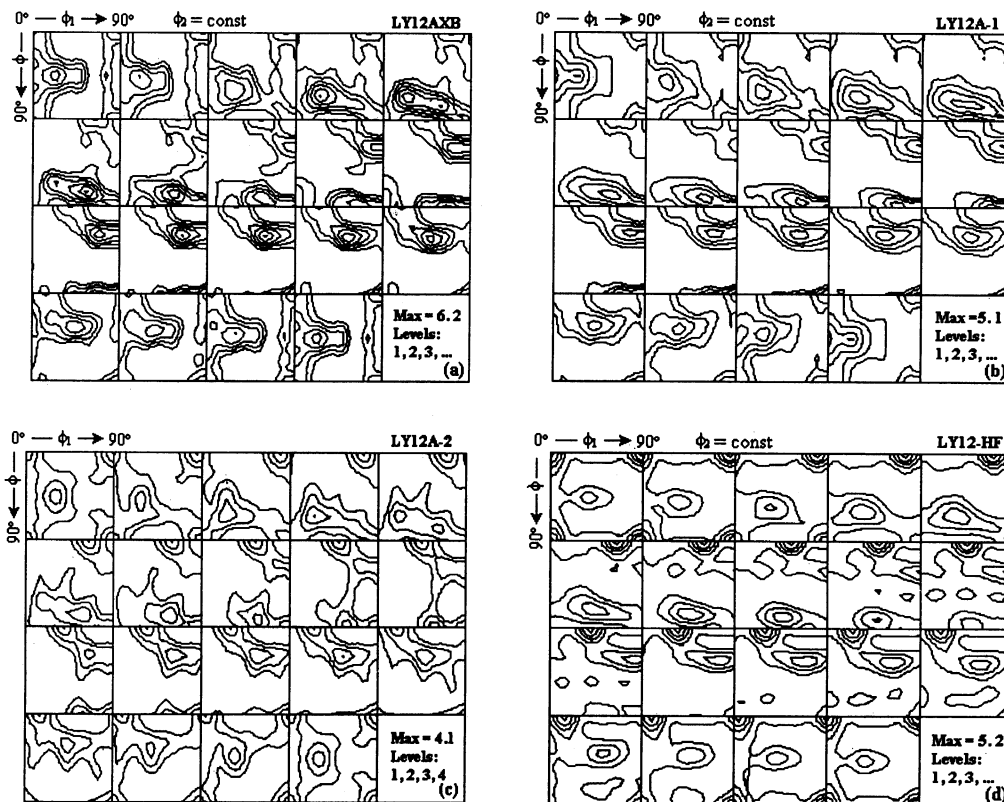 0° — ϕ₁ → 90° ϕ₂ = const LY12AXB
ϕ
90°
Max = 6.2
Levels:
1, 2, 3, ...
(a)
LY12A-1
0° — ϕ₁ → 90° ϕ₂ = const
ϕ
90°
Max =5.1
Levels:
1, 2, 3, ...
(b)
0° — ϕ₁ → 90° LY12A-2
ϕ
90°
Max = 4.1
Levels:
1, 2, 3, 4
(c)
0° — ϕ₁ → 90° ϕ₂ = const LY12-HF
ϕ
90°
Max = 5.2
Levels:
1, 2, 3, ...
(d)